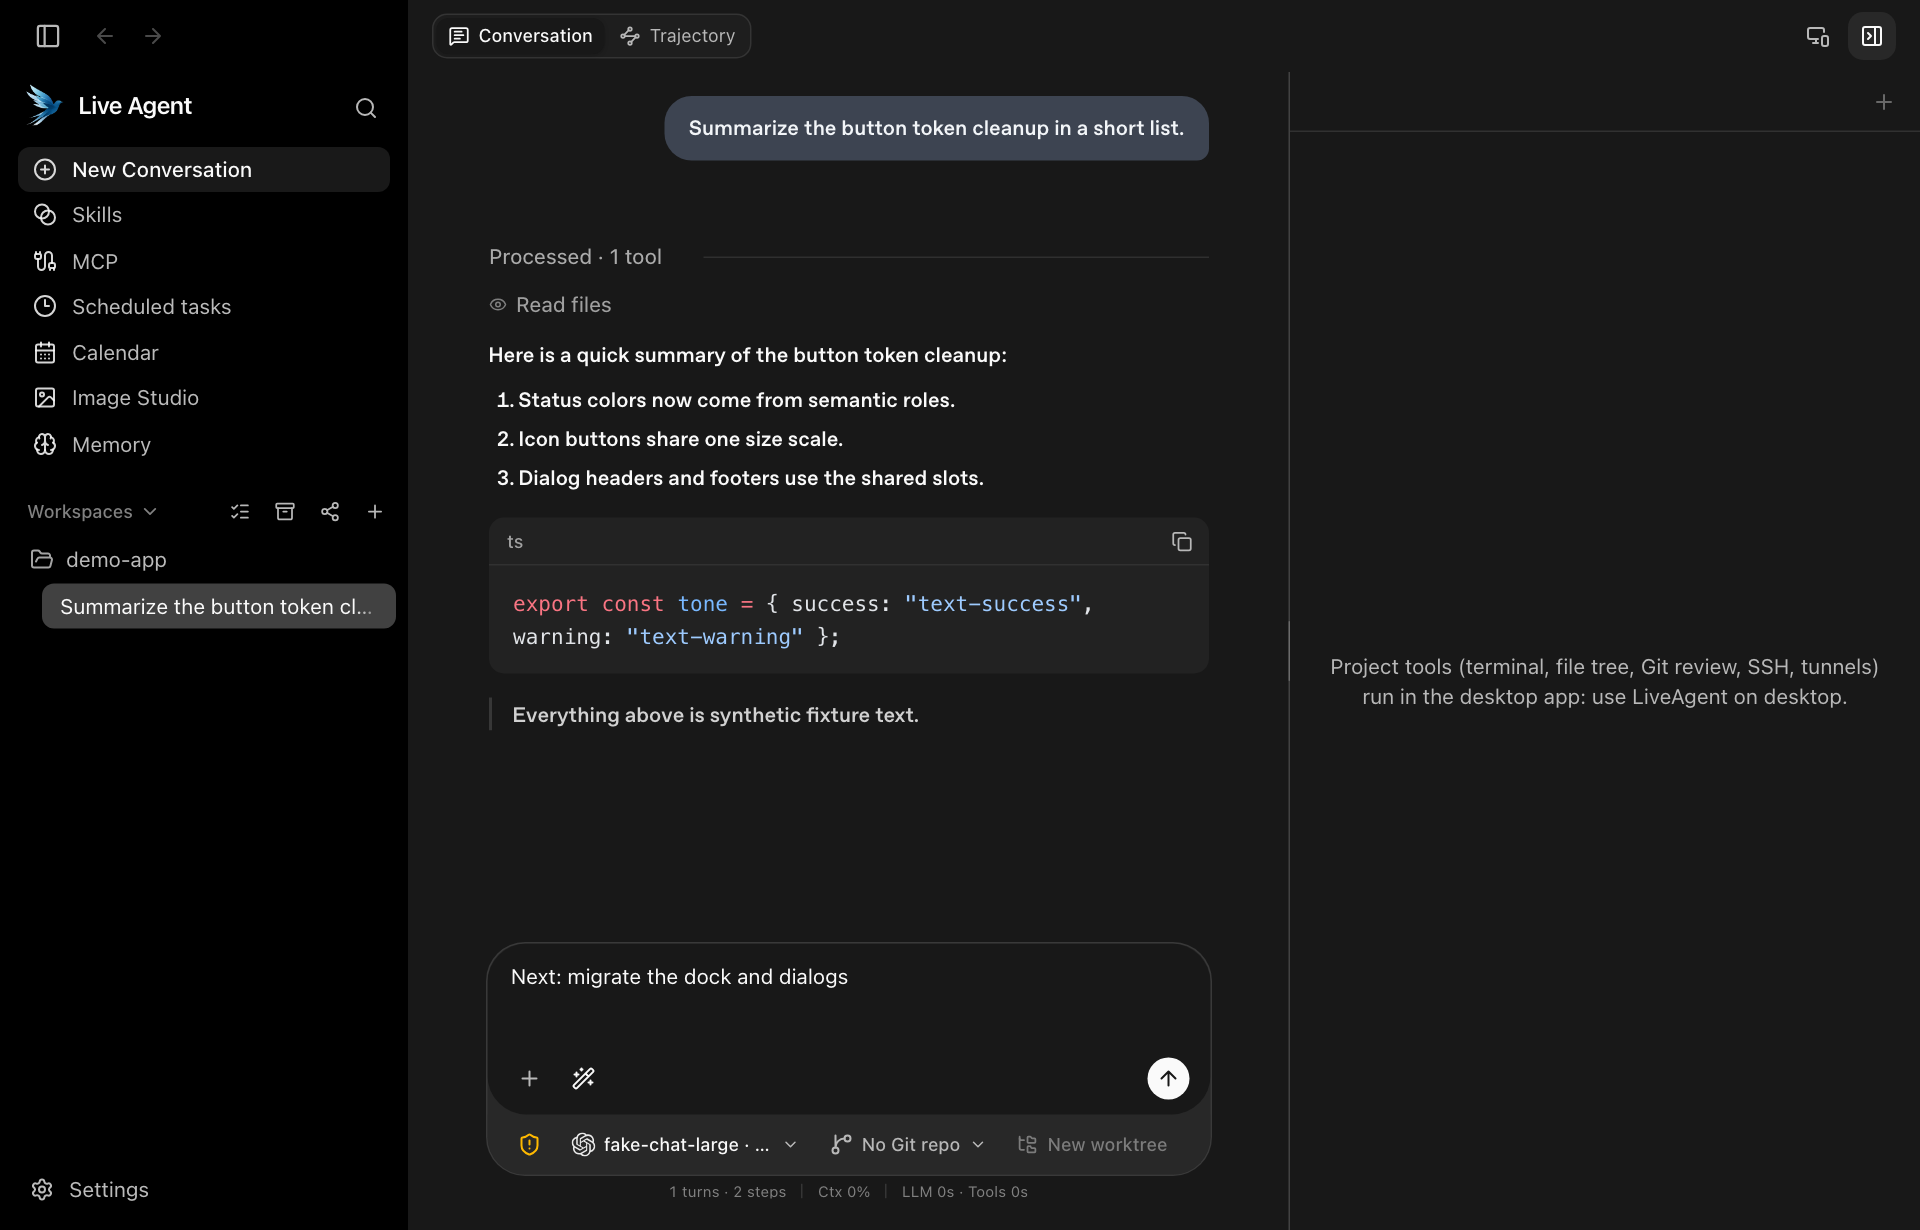 Conversation
Trajectory
Live Agent
New Conversation
Skills
MCP
Scheduled tasks
Calendar
Image Studio
Memory
Workspaces
demo-app
Summarize the button token cl...
Settings
Summarize the button token cleanup in a short list.
Processed · 1 tool
Read files
Here is a quick summary of the button token cleanup:
1. Status colors now come from semantic roles.
2. Icon buttons share one size scale.
3. Dialog headers and footers use the shared slots.
ts
export const tone = { success: "text-success",
warning: "text-warning" };
Everything above is synthetic fixture text.
Next: migrate the dock and dialogs
fake-chat-large · ...
No Git repo
New worktree
1 turns · 2 steps
Ctx 0%
LLM 0s · Tools 0s
Project tools (terminal, file tree, Git review, SSH, tunnels)
run in the desktop app: use LiveAgent on desktop.